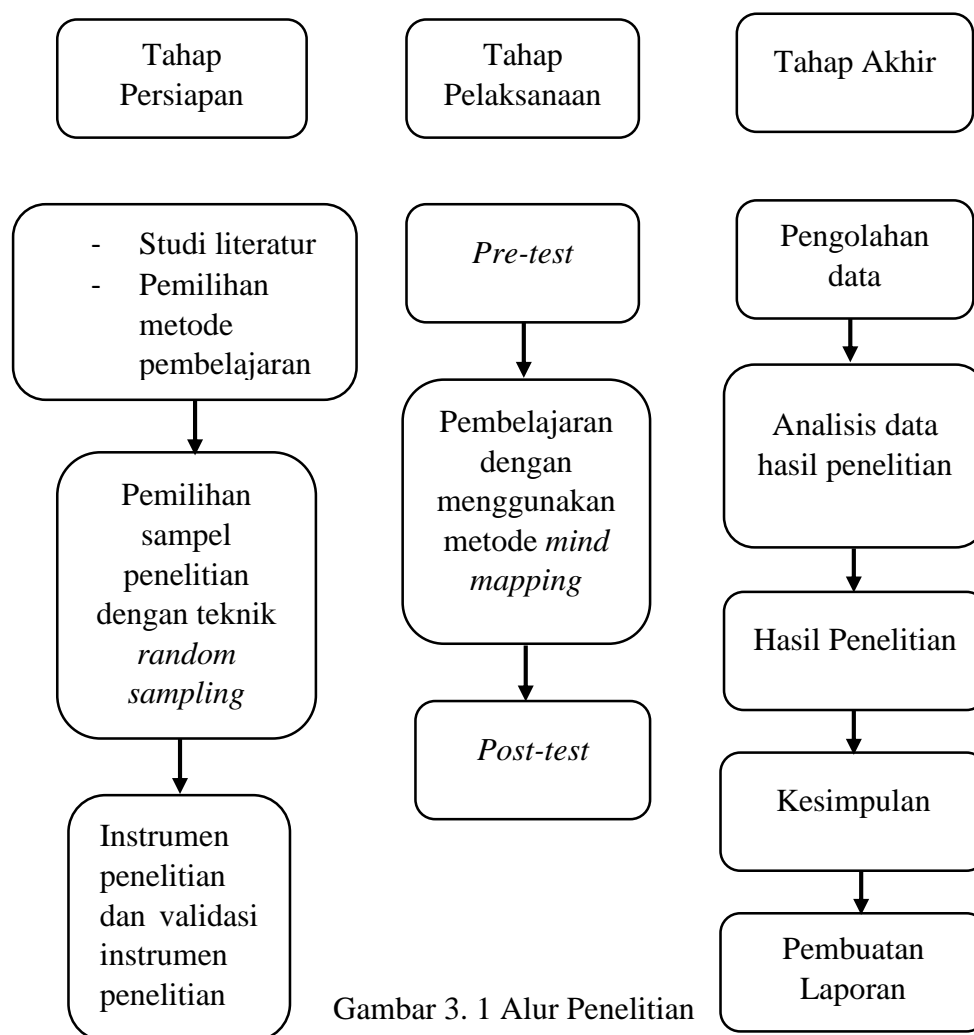 Tahap
Persiapan
Tahap
Pelaksanaan
Tahap Akhir
- Studi literatur
- Pemilihan
metode
pembelajaran
Pemilihan
sampel
penelitian
dengan teknik
random
sampling
Instrumen
penelitian
dan validasi
instrumen
penelitian
Pre-test
Pembelajaran
dengan
menggunakan
metode mind
mapping
Post-test
Pengolahan
data
Analisis data
hasil penelitian
Hasil Penelitian
Kesimpulan
Pembuatan
Laporan
Gambar 3. 1 Alur Penelitian